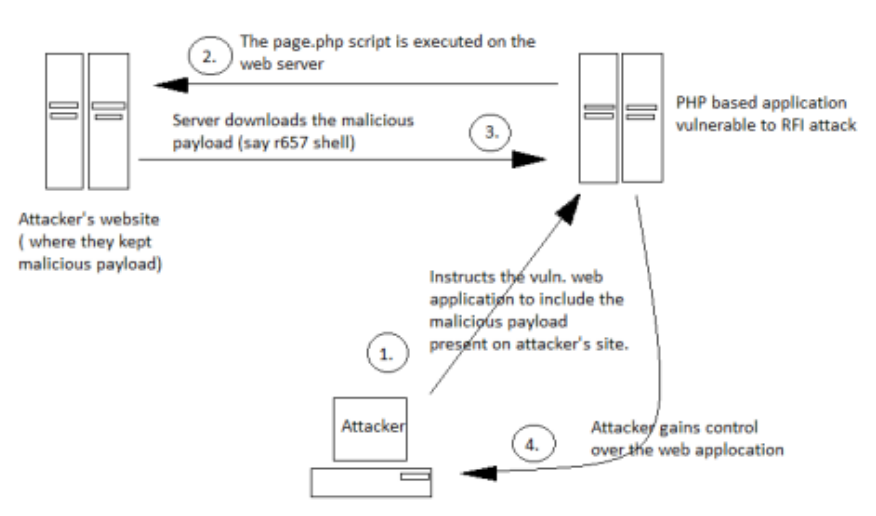 2.
The page.php script is executed on the
web server
Server downloads the malicious
payload (say r657 shell)
3.
PHP based application
vulnerable to RFI attack
Attacker's website
( where they kept
malicious payload)
Instructs the vuln. web
application to include the
malicious payload
present on attacker's site.
1.
Attacker
4.
Attacker gains control
over the web applocation